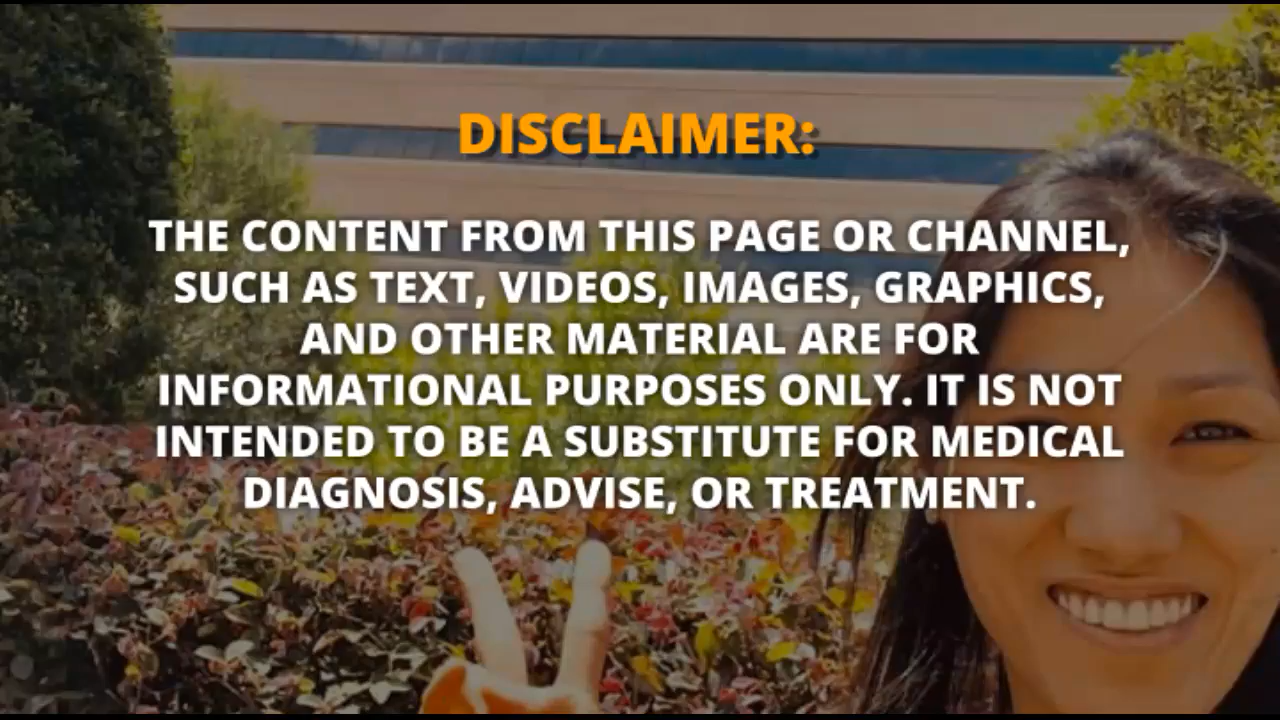 DISCLAIMER:
THE CONTENT FROM THIS PAGE OR CHANNEL,
SUCH AS TEXT, VIDEOS, IMAGES, GRAPHICS,
AND OTHER MATERIAL ARE FOR
INFORMATIONAL PURPOSES ONLY. IT IS NOT
INTENDED TO BE A SUBSTITUTE FOR MEDICAL
DIAGNOSIS, ADVISE, OR TREATMENT.